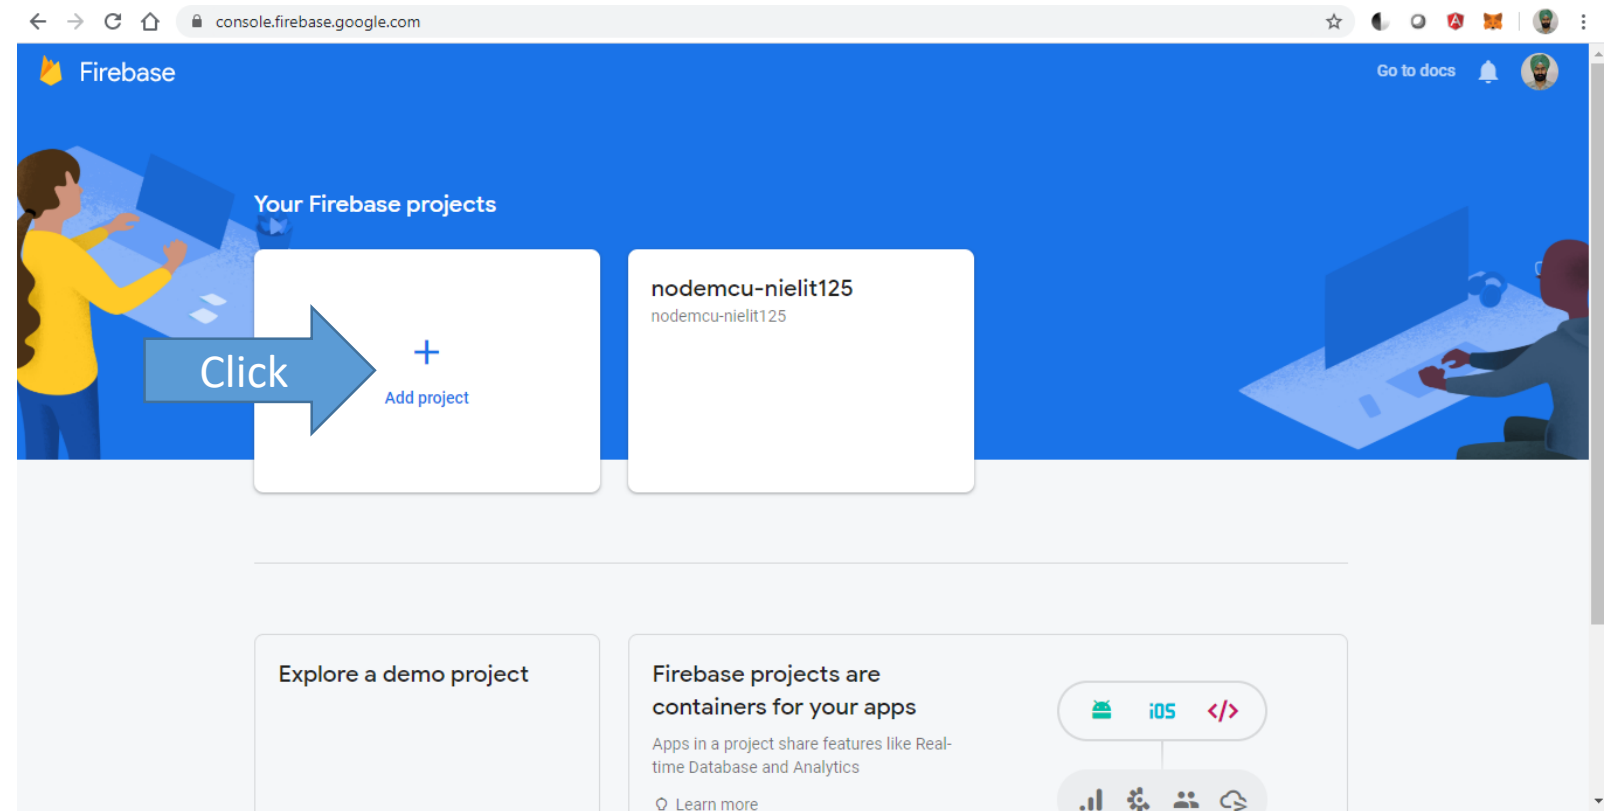 console.firebase.google.com
Firebase
Go to docs
Your Firebase projects
Click
Add project
nodemcu-nielit125
nodemcu-nielit125
Explore a demo project
Firebase projects are
containers for your apps
Apps in a project share features like Real-
time Database and Analytics
Learn more
iOS